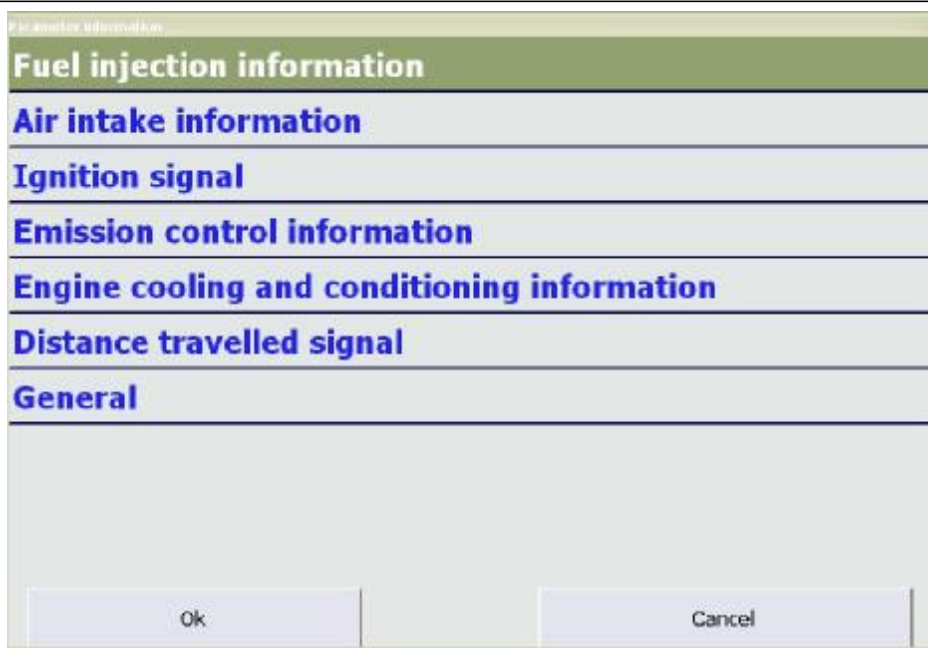 Parameter information
Fuel injection information
Air intake information
Ignition signal
Emission control information
Engine cooling and conditioning information
Distance travelled signal
General
Ok
Cancel